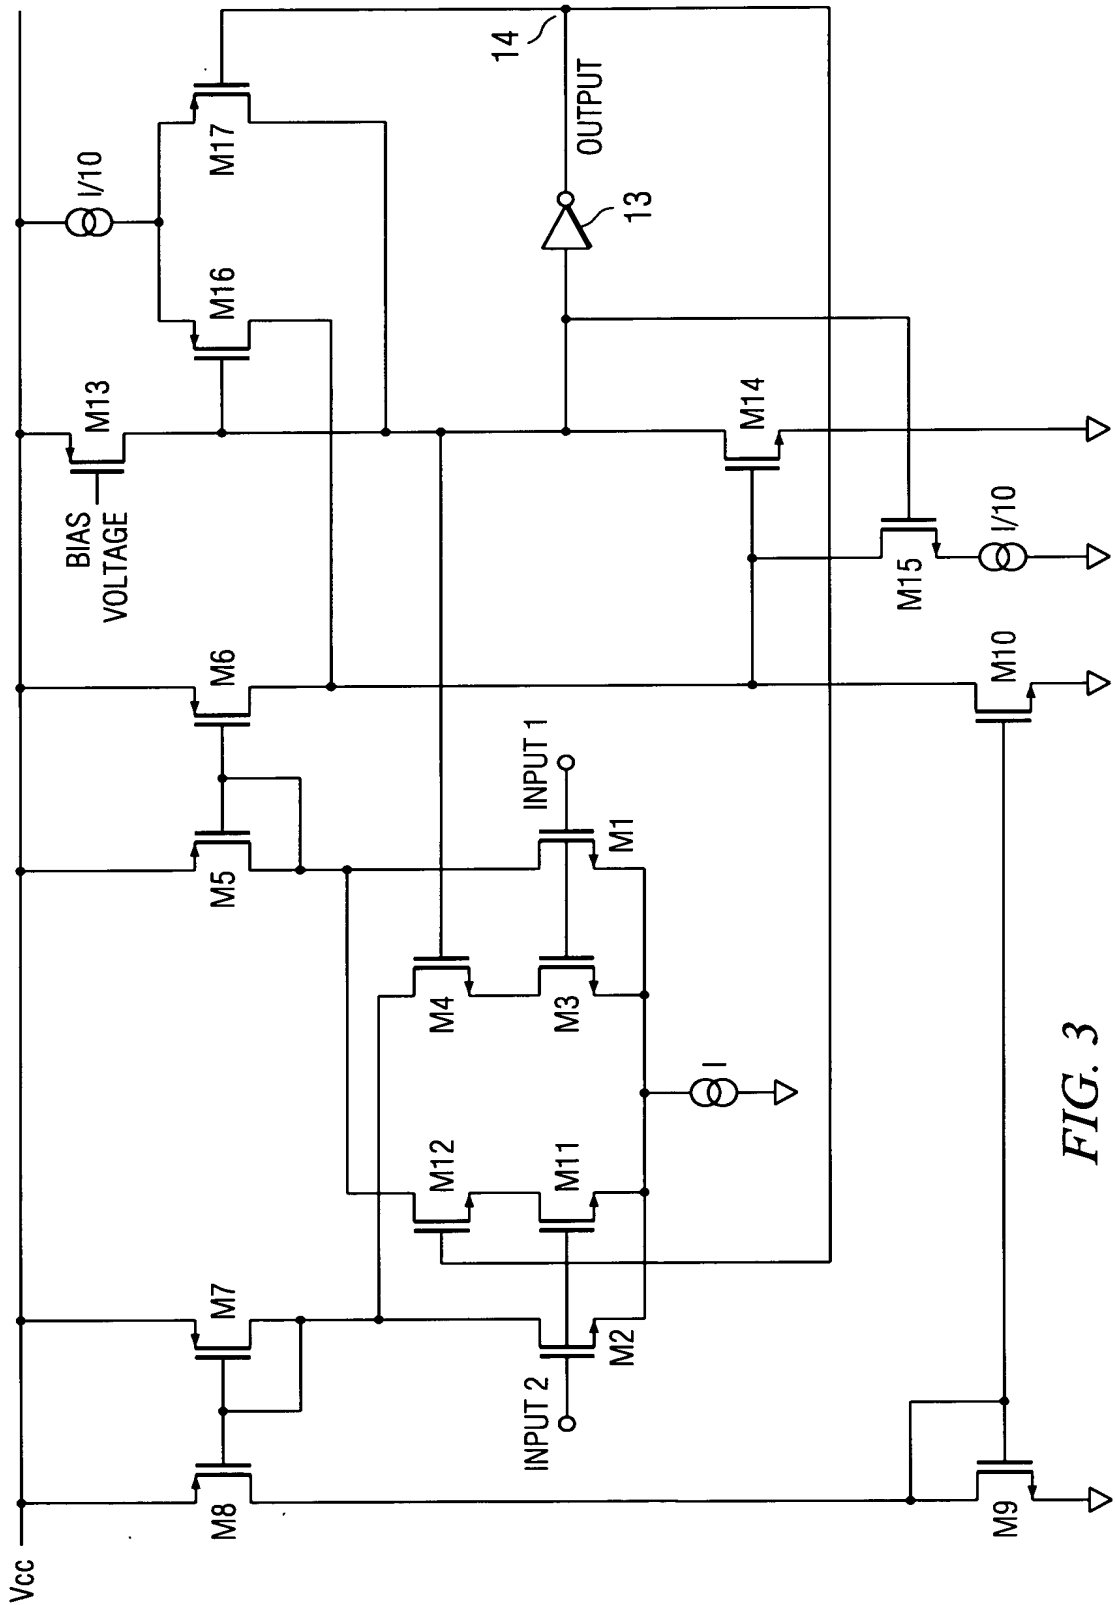 Vcc
M8
M7
M5
M6
BIAS
VOLTAGE
M13
M16
I/10
M17
INPUT 2
M2
M12
M11
I
M4
M3
INPUT 1
M1
M14
13
OUTPUT
14
M9
M10
M15
I/10
FIG. 3